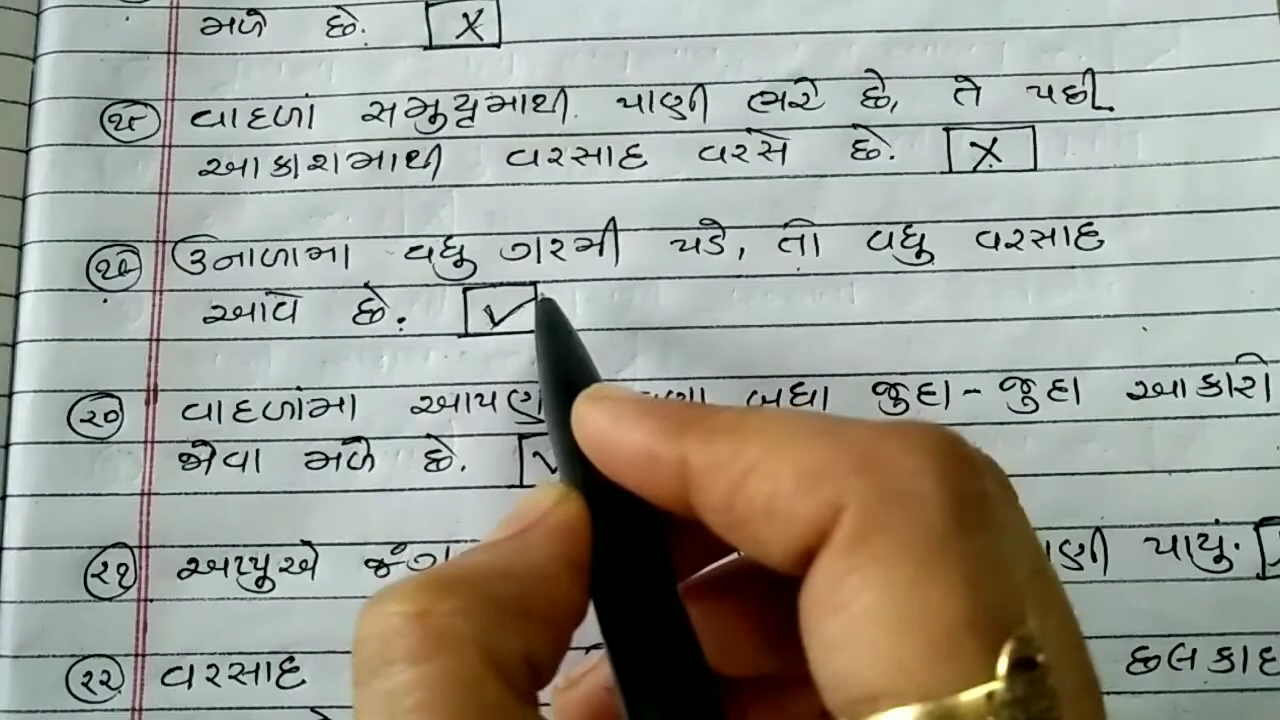 મળે છે. [X]
૧૮ વાદળાં સમુદ્રમાથી પાણી ભરે છે, તે પછી
આકાશમાથી વરસાદ વરસે છે. [X]
૧૯ ઉનાળામા વધુ ગરમી પડે, તો વધુ વરસાદ
આવે છે. [✓]
૨૦ વાદળાંમા આપણ બધા જુદા-જુદા આકારો
જોવા મળે છે. [✓
૨૧ અપ્પુએ પાયું.
૨૨ વરસાદ